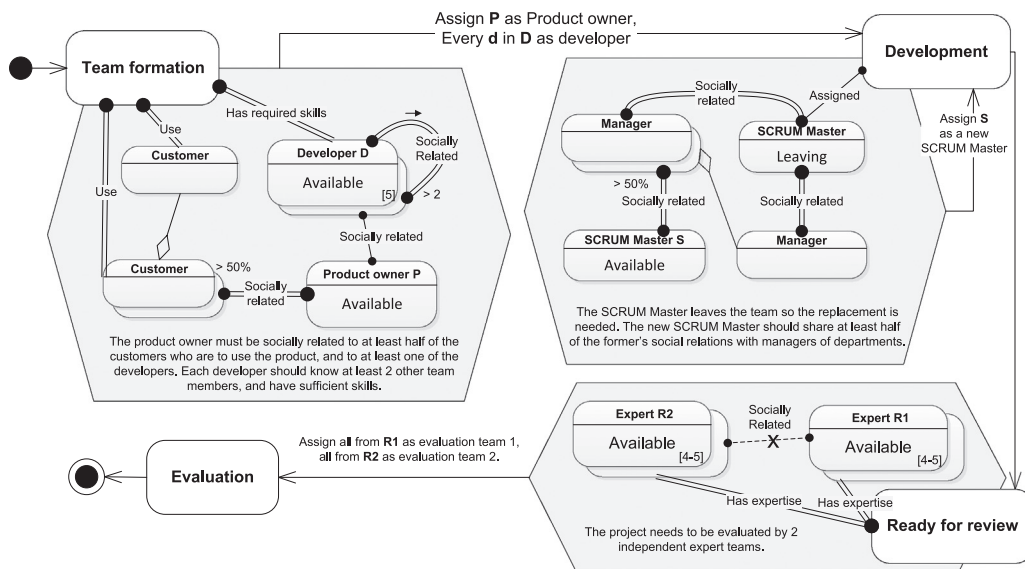 Assign P as Product owner,
Every d in D as developer
Team formation
Development
Has required skills
Use
Use
Customer
Developer D
Available
[5]
Socially
Related
> 2
Socially related
Customer
> 50%
Socially
related
Product owner P
Available
The product owner must be socially related to at least half of the
customers who are to use the product, and to at least one of the
developers. Each developer should know at least 2 other team
members, and have sufficient skills.
Socially
related
Assigned
Manager
SCRUM Master
Leaving
Assign S
as a new
SCRUM Master
> 50%
Socially related
Socially related
SCRUM Master S
Available
Manager
The SCRUM Master leaves the team so the replacement is
needed. The new SCRUM Master should share at least half
of the former's social relations with managers of departments.
Expert R2
Available
[4-5]
Socially
Related
X
Expert R1
Available
[4-5]
Has expertise
Has expertise
The project needs to be evaluated by 2
independent expert teams.
Ready for review
Assign all from R1 as evaluation team 1,
all from R2 as evaluation team 2.
Evaluation